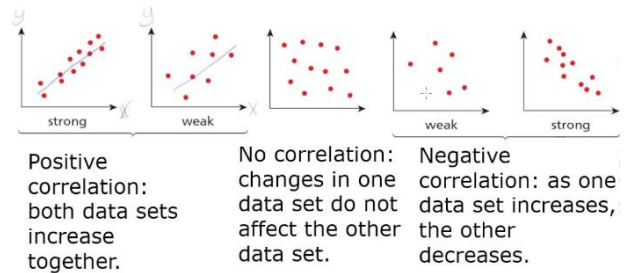 y
y
x
x
strong
weak
weak
strong
Positive
correlation:
both data sets
increase
together.
No correlation:
changes in one
data set do not
affect the other
data set.
Negative
correlation: as one
data set increases,
the other
decreases.